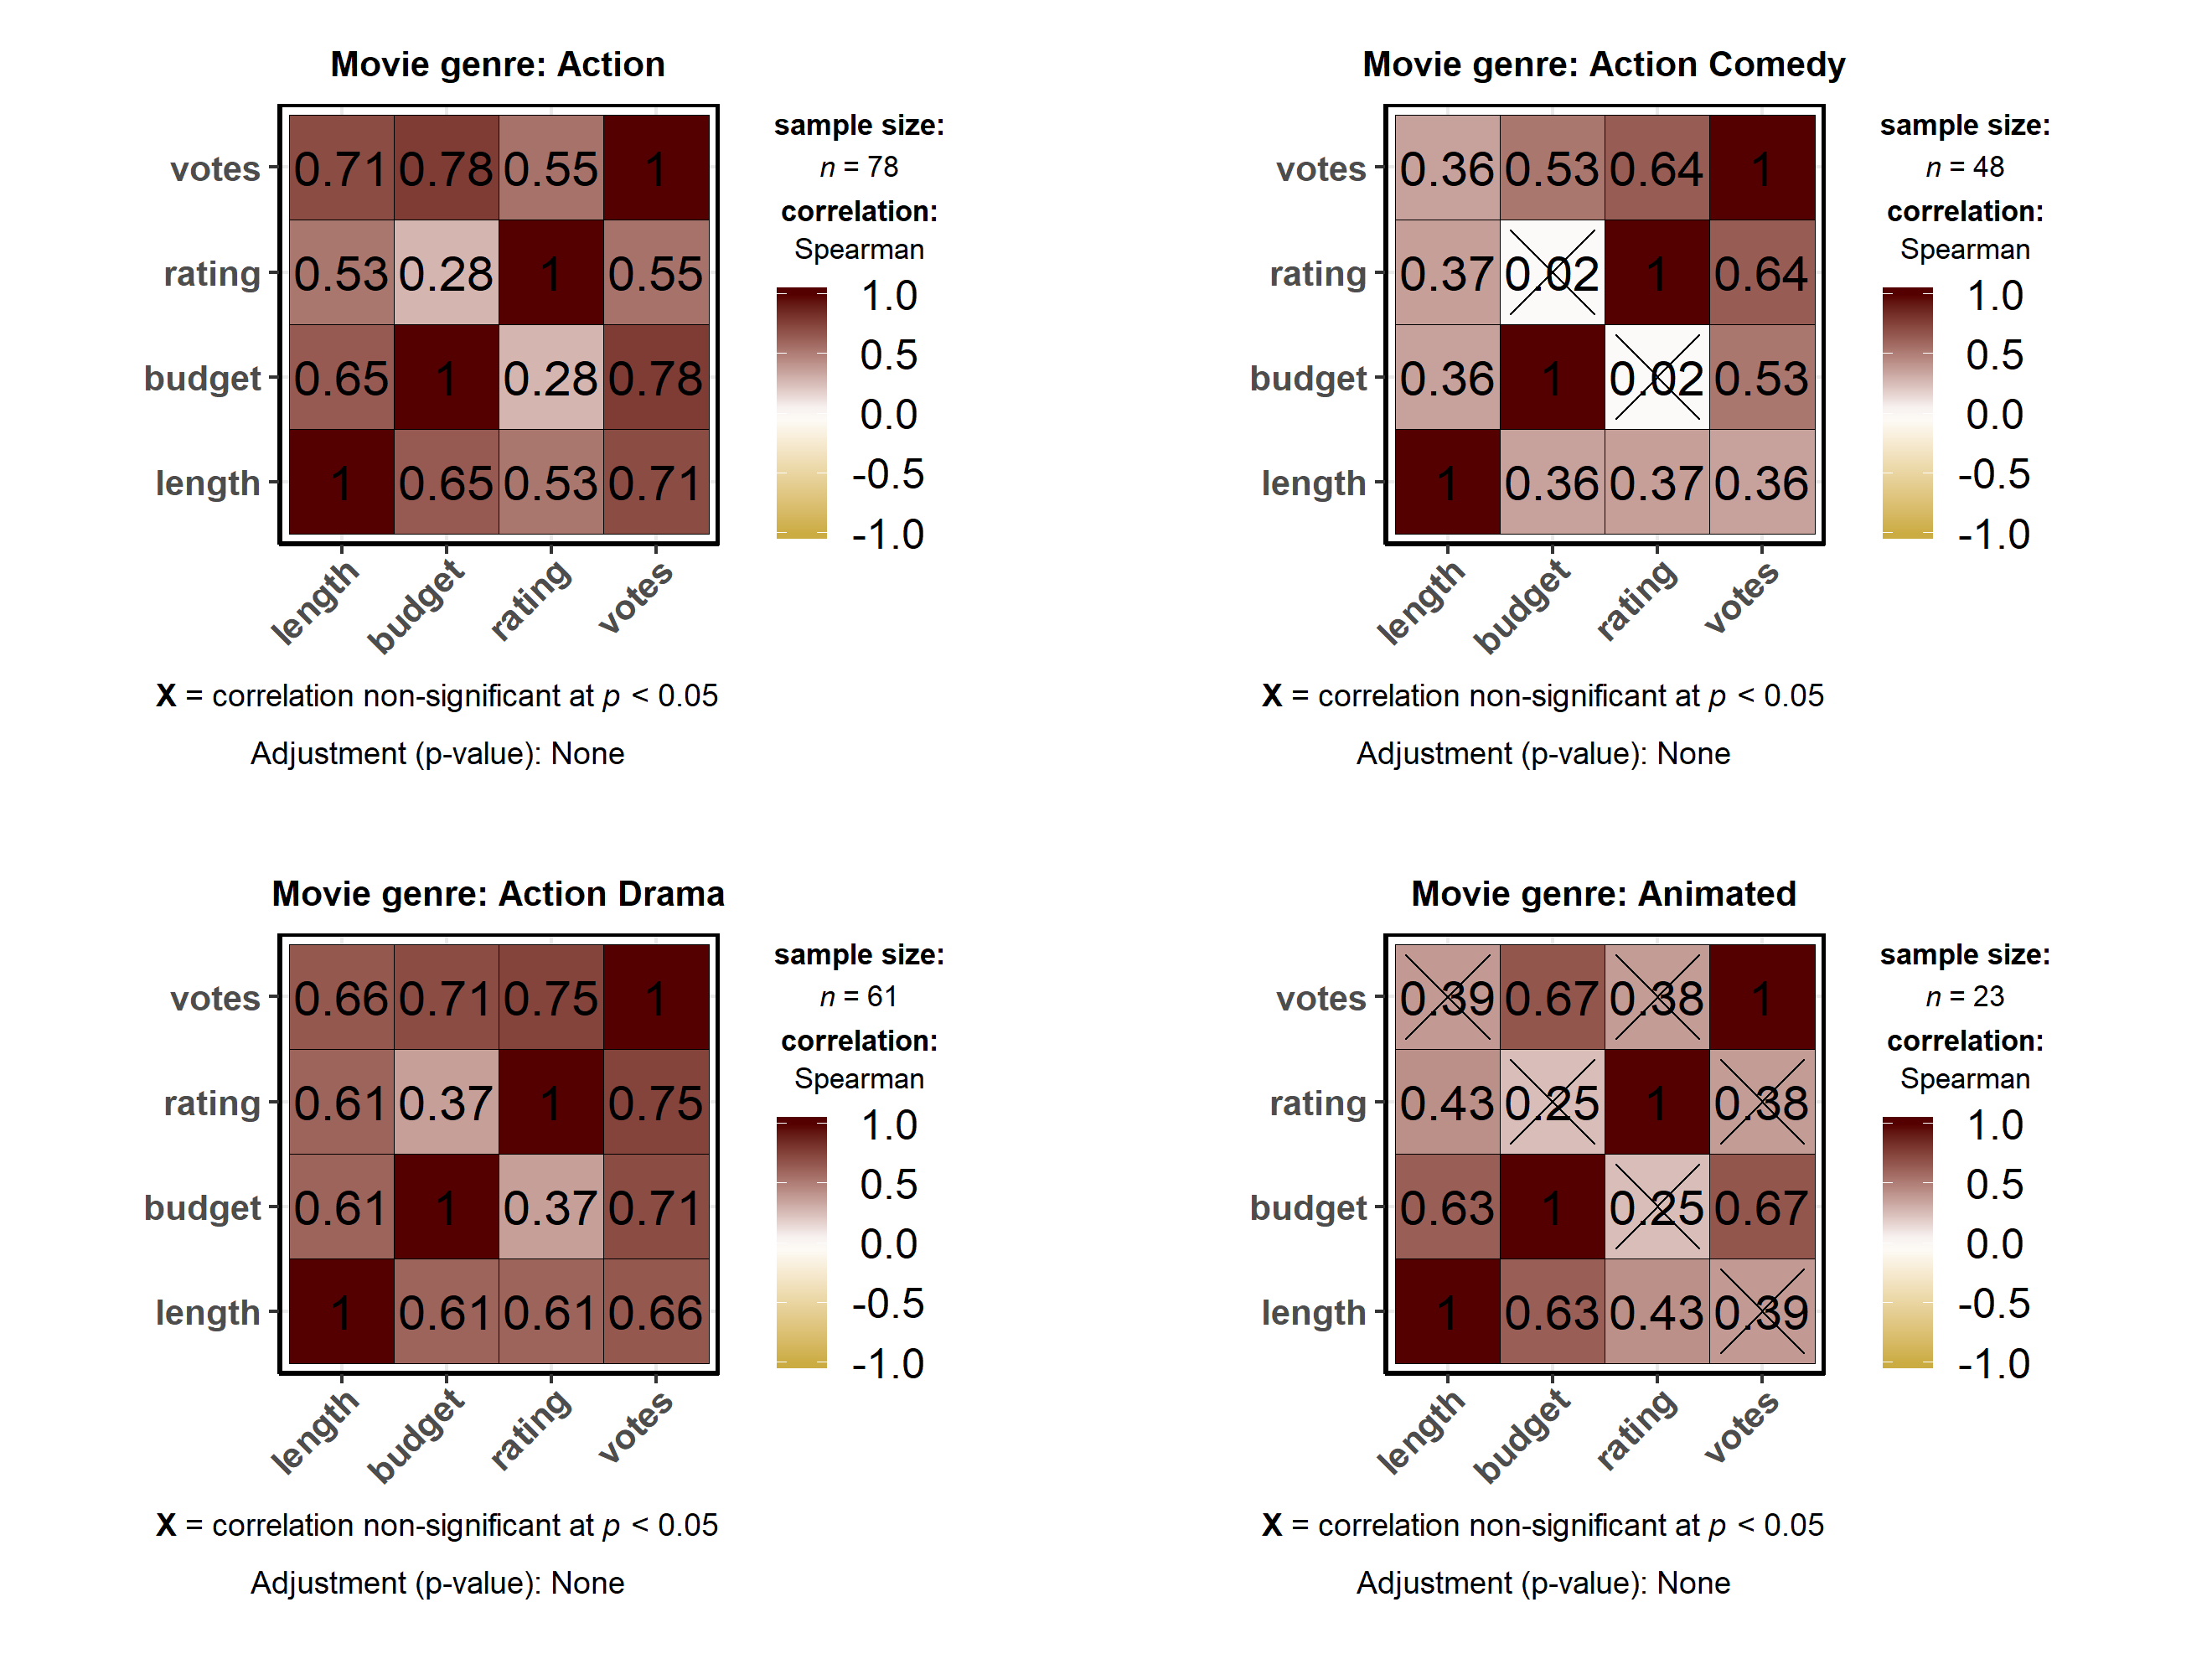 Movie genre: Action
votes 0.71 0.78 0.55 1
rating 0.53 0.28 1 0.55
budget 0.65 1 0.28 0.78
length 1 0.65 0.53 0.71
length budget rating votes
sample size:
n = 78
correlation:
Spearman
1.0
0.5
0.0
-0.5
-1.0
X = correlation non-significant at p < 0.05
Adjustment (p-value): None
Movie genre: Action Comedy
votes 0.36 0.53 0.64 1
rating 0.37 0.02 1 0.64
budget 0.36 1 0.02 0.53
length 1 0.36 0.37 0.36
length budget rating votes
sample size:
n = 48
correlation:
Spearman
1.0
0.5
0.0
-0.5
-1.0
X = correlation non-significant at p < 0.05
Adjustment (p-value): None
Movie genre: Action Drama
votes 0.66 0.71 0.75 1
rating 0.61 0.37 1 0.75
budget 0.61 1 0.37 0.71
length 1 0.61 0.61 0.66
length budget rating votes
sample size:
n = 61
correlation:
Spearman
1.0
0.5
0.0
-0.5
-1.0
X = correlation non-significant at p < 0.05
Adjustment (p-value): None
Movie genre: Animated
votes 0.39 0.67 0.38 1
rating 0.43 0.25 1 0.38
budget 0.63 1 0.25 0.67
length 1 0.63 0.43 0.39
length budget rating votes
sample size:
n = 23
correlation:
Spearman
1.0
0.5
0.0
-0.5
-1.0
X = correlation non-significant at p < 0.05
Adjustment (p-value): None